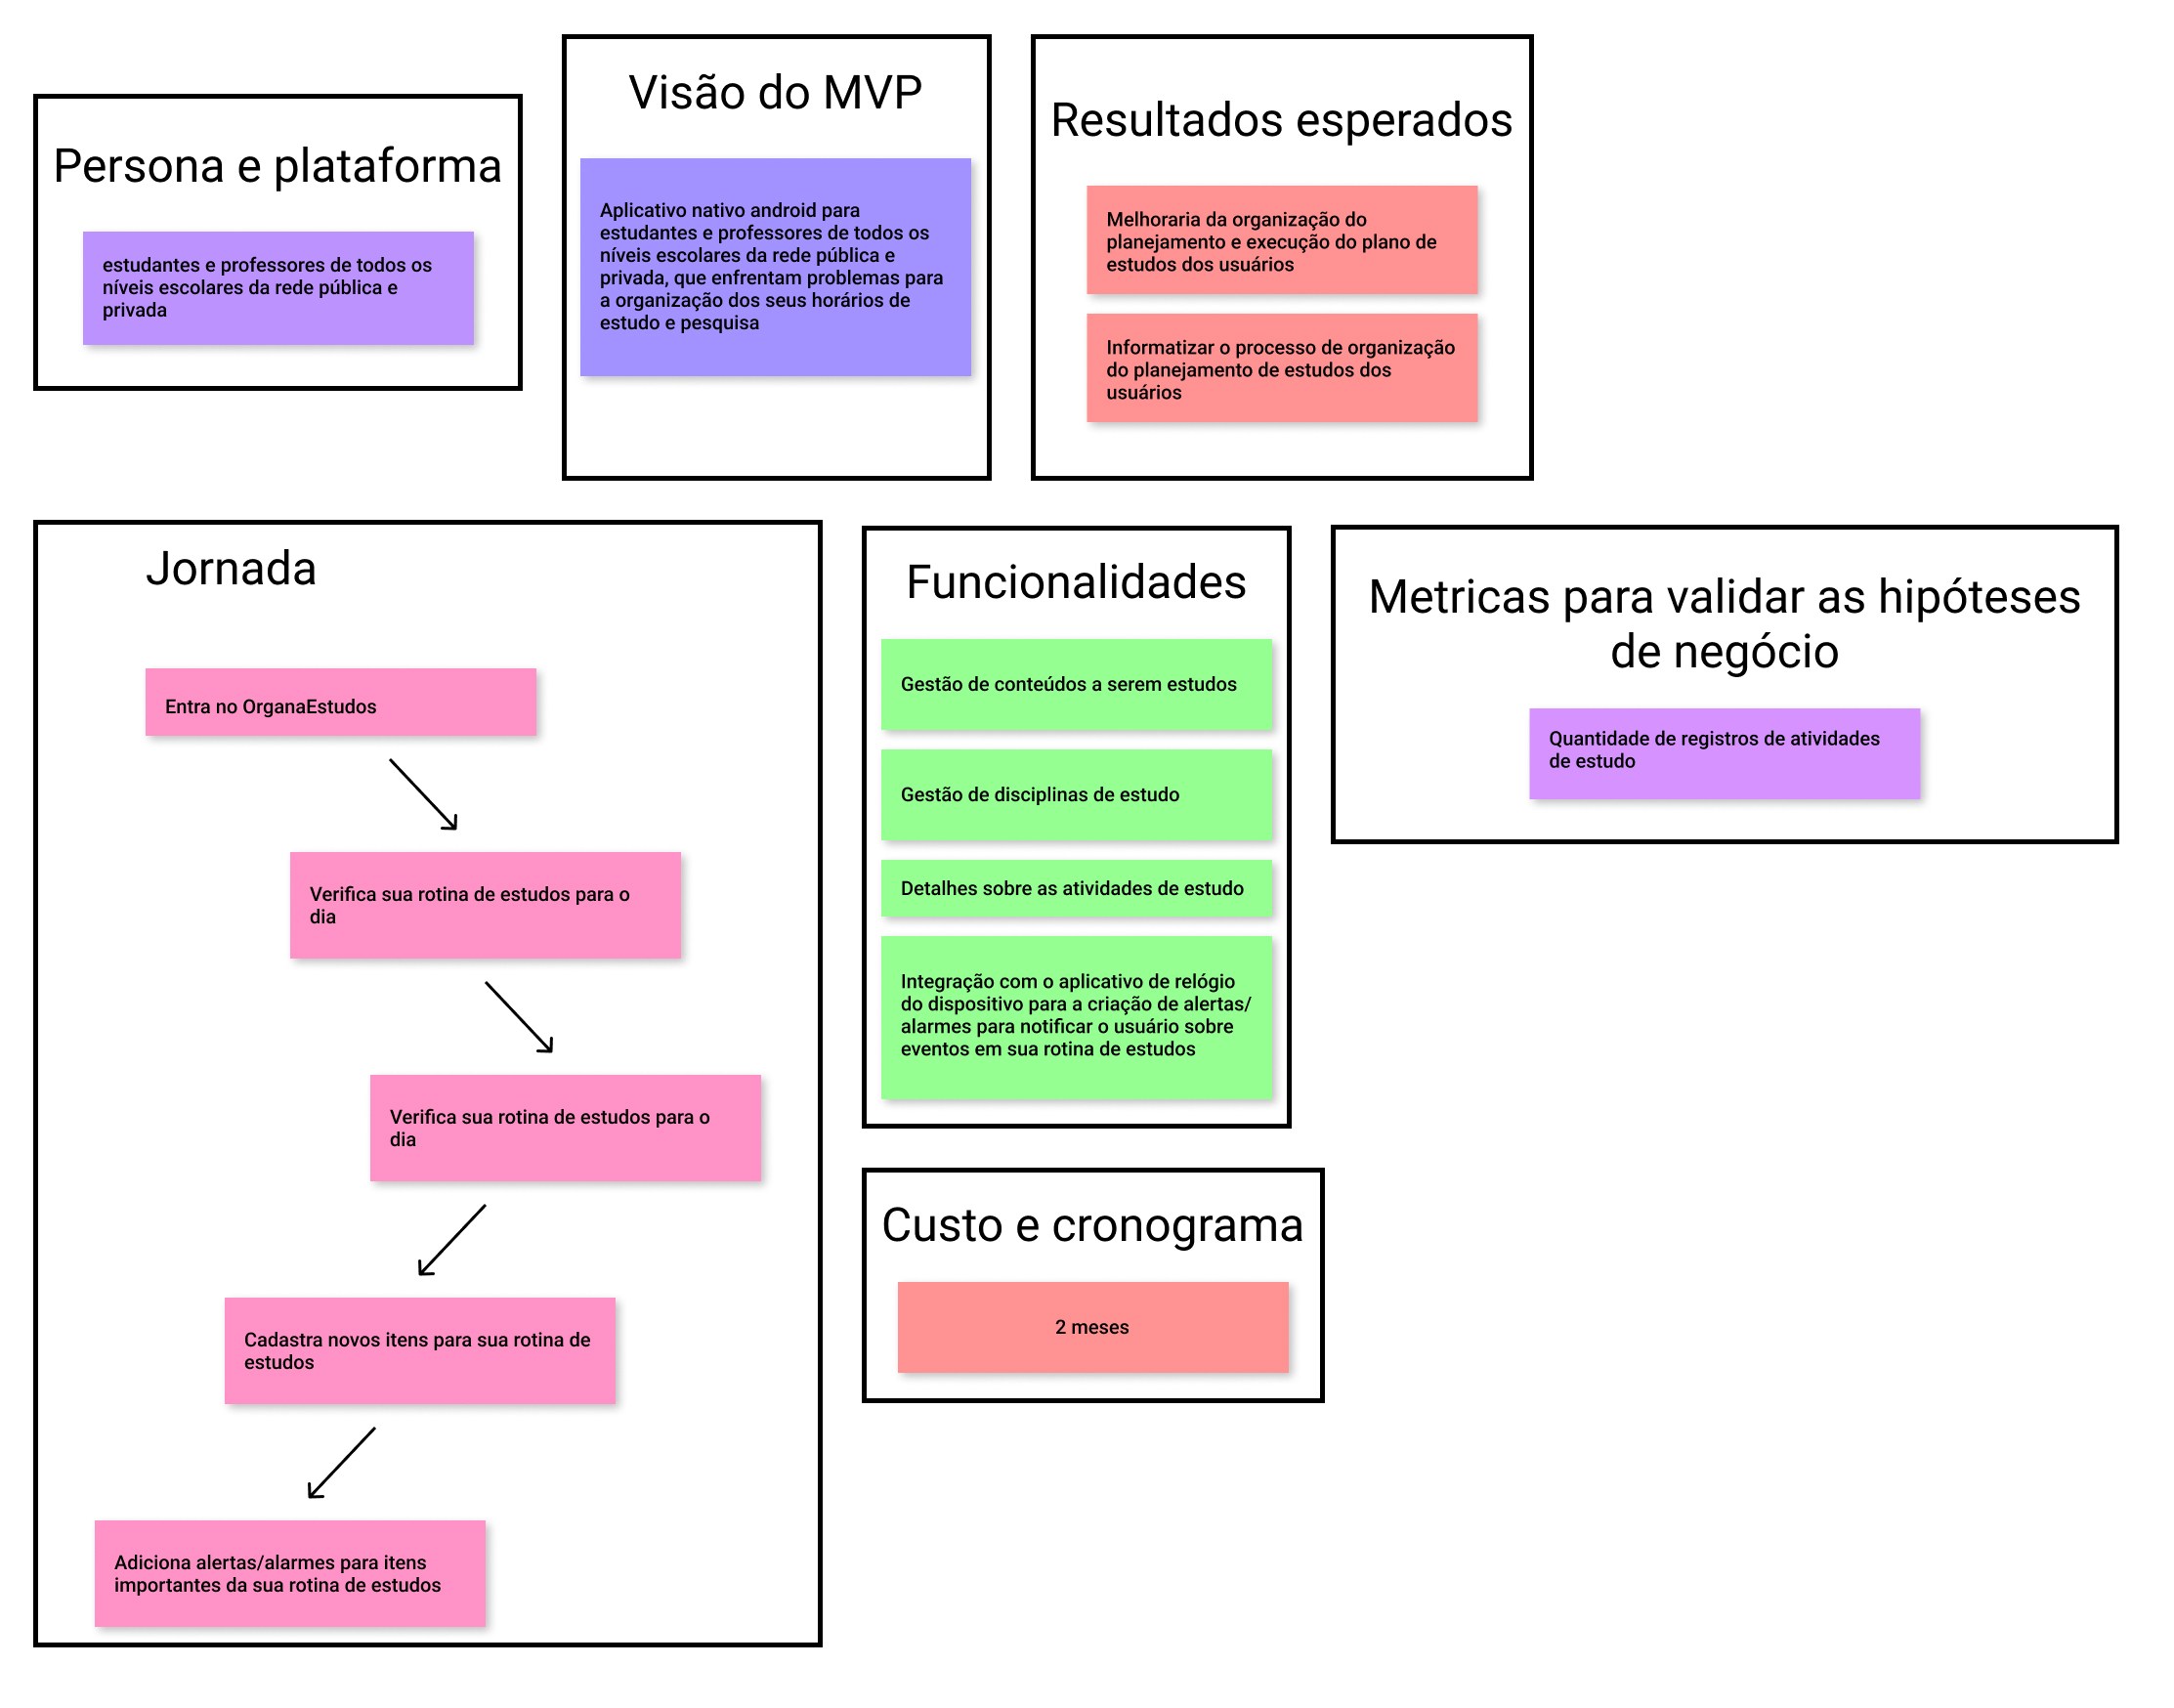 Persona e plataforma
estudantes e professores de todos os
níveis escolares da rede pública e
privada
Visão do MVP
Aplicativo nativo android para
estudantes e professores de todos os
níveis escolares da rede pública e
privada, que enfrentam problemas para
a organização dos seus horários de
estudo e pesquisa
Resultados esperados
Melhoraria da organização do
planejamento e execução do plano de
estudos dos usuários
Informatizar o processo de organização
do planejamento de estudos dos
usuários
Jornada
Entra no OrganaEstudos
Verifica sua rotina de estudos para o
dia
Verifica sua rotina de estudos para o
dia
Cadastra novos itens para sua rotina de
estudos
Adiciona alertas/alarmes para itens
importantes da sua rotina de estudos
Funcionalidades
Gestão de conteúdos a serem estudos
Gestão de disciplinas de estudo
Detalhes sobre as atividades de estudo
Integração com o aplicativo de relógio
do dispositivo para a criação de alertas/
alarmes para notificar o usuário sobre
eventos em sua rotina de estudos
Custo e cronograma
2 meses
Metricas para validar as hipóteses
de negócio
Quantidade de registros de atividades
de estudo